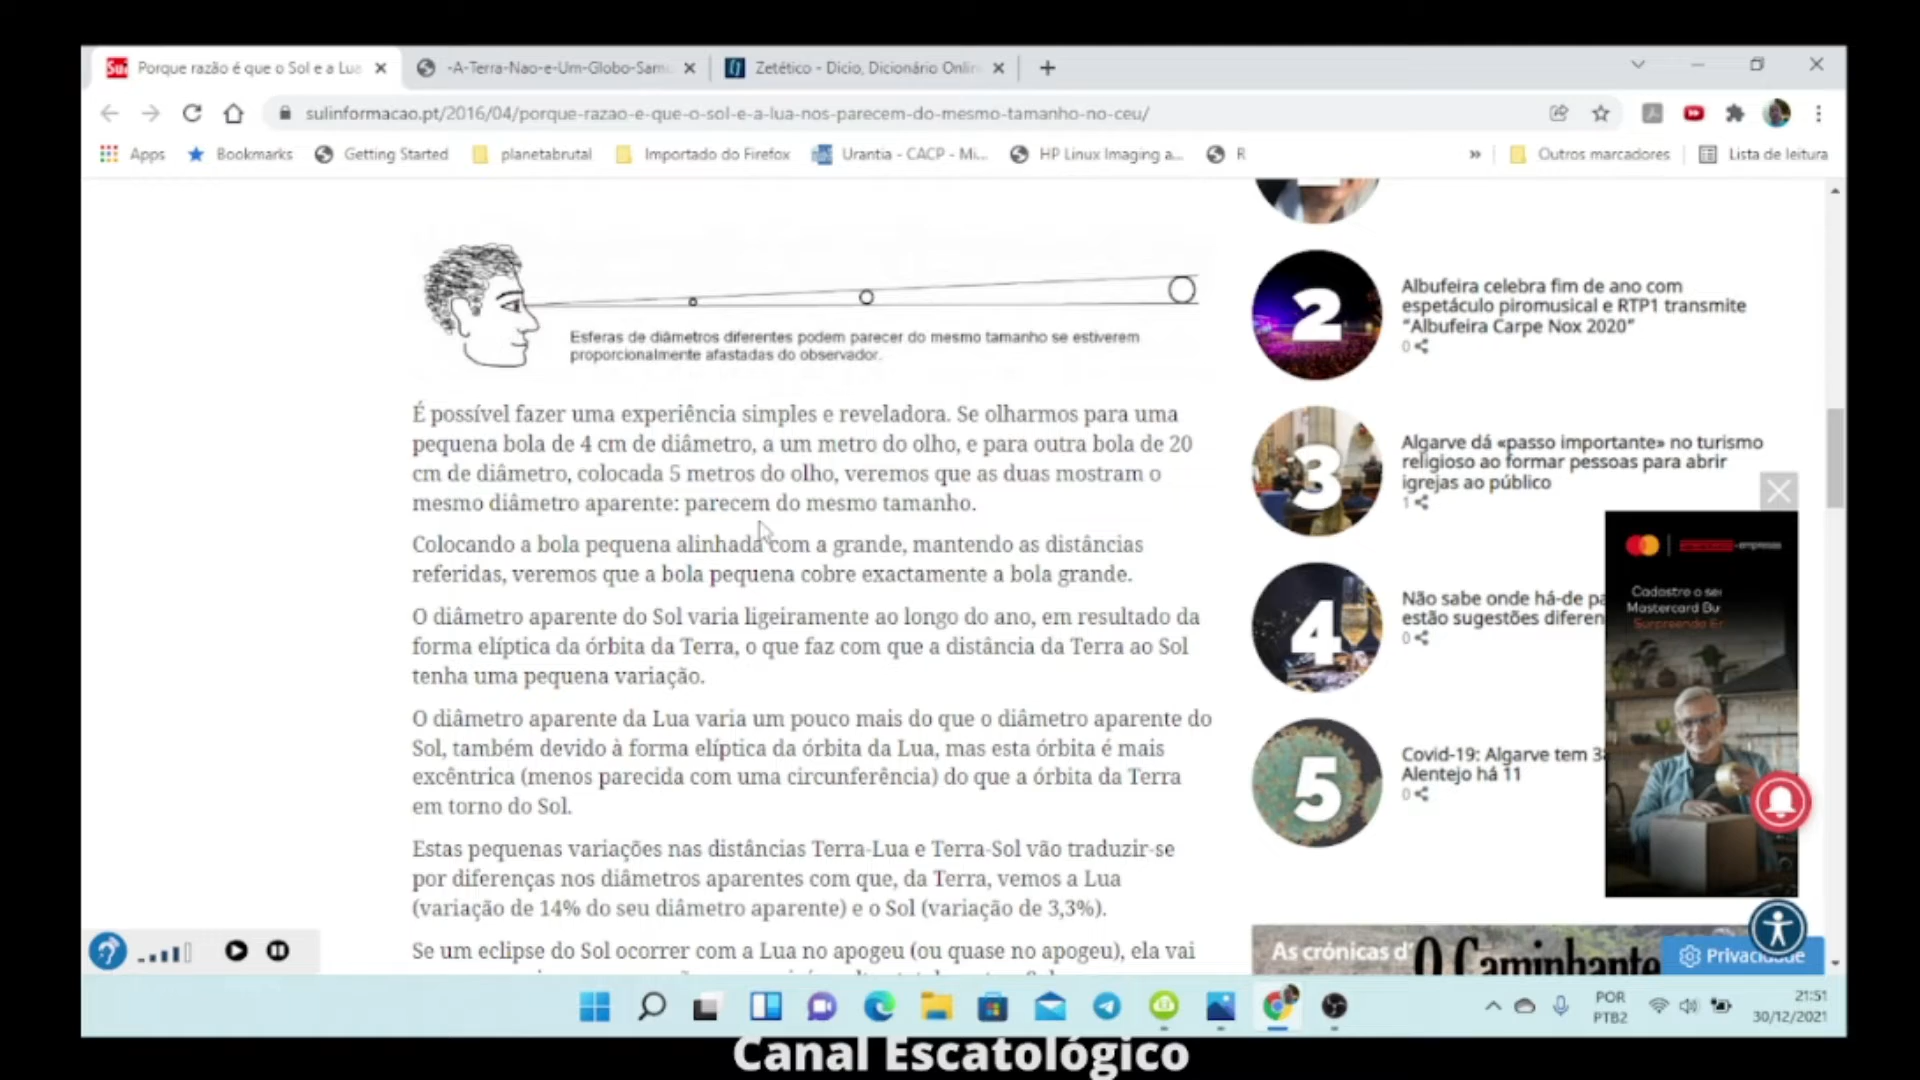 Sul
Porque razão é que o Sol e a Lua
-A-Terra-Nao-e-Um-Globo-Samu
Zetético - Dicio, Dicionário Onlin
sulinformacao.pt/2016/04/porque-razao-e-que-o-sol-e-a-lua-nos-parecem-do-mesmo-tamanho-no-ceu/
Apps
Bookmarks
Getting Started
planetabrutal
Importado do Firefox
Urantia - CACP - Mi...
HP Linux Imaging a...
R
»
Outros marcadores
Lista de leitura
Esferas de diâmetros diferentes podem parecer do mesmo tamanho se estiverem
proporcionalmente afastadas do observador.
É possível fazer uma experiência simples e reveladora. Se olharmos para uma
pequena bola de 4 cm de diâmetro, a um metro do olho, e para outra bola de 20
cm de diâmetro, colocada 5 metros do olho, veremos que as duas mostram o
mesmo diâmetro aparente: parecem do mesmo tamanho.
Colocando a bola pequena alinhada com a grande, mantendo as distâncias
referidas, veremos que a bola pequena cobre exactamente a bola grande.
O diâmetro aparente do Sol varia ligeiramente ao longo do ano, em resultado da
forma elíptica da órbita da Terra, o que faz com que a distância da Terra ao Sol
tenha uma pequena variação.
O diâmetro aparente da Lua varia um pouco mais do que o diâmetro aparente do
Sol, também devido à forma elíptica da órbita da Lua, mas esta órbita é mais
excêntrica (menos parecida com uma circunferência) do que a órbita da Terra
em torno do Sol.
Estas pequenas variações nas distâncias Terra-Lua e Terra-Sol vão traduzir-se
por diferenças nos diâmetros aparentes com que, da Terra, vemos a Lua
(variação de 14% do seu diâmetro aparente) e o Sol (variação de 3,3%).
Se um eclipse do Sol ocorrer com a Lua no apogeu (ou quase no apogeu), ela vai
2
Albufeira celebra fim de ano com
espetáculo piromusical e RTP1 transmite
“Albufeira Carpe Nox 2020”
0
3
Algarve dá «passo importante» no turismo
religioso ao formar pessoas para abrir
igrejas ao público
1
4
Não sabe onde há-de pa
estão sugestões diferen
0
5
Covid-19: Algarve tem 3
Alentejo há 11
0
empresas
Cadastre o seu
Mastercard Bu
Surpreenda Er
As crónicas d'
O Caminhante
Privacidade
POR
PTB2
21:51
30/12/2021
Canal Escatológico